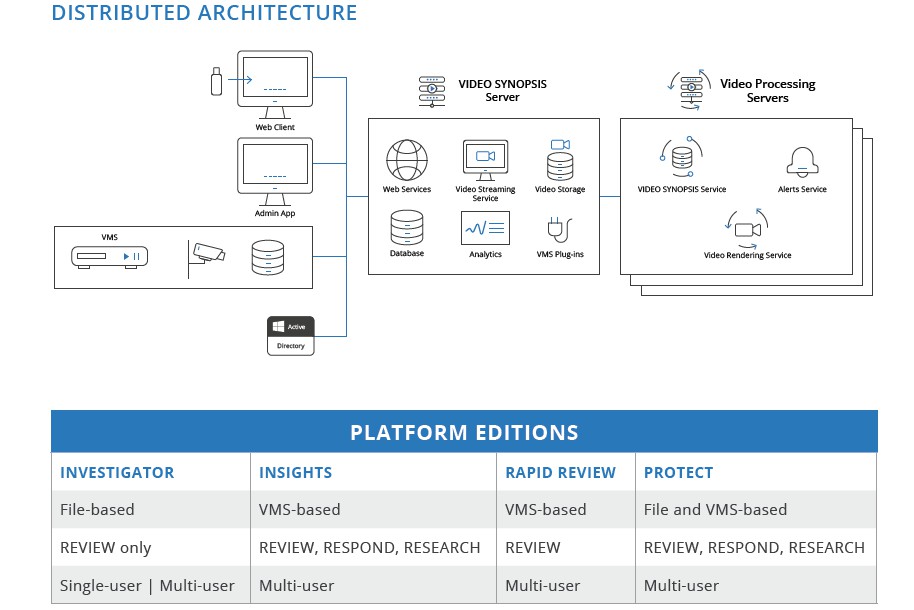 DISTRIBUTED ARCHITECTURE
Web Client
Admin App
VMS
Active
Directory
VIDEO SYNOPSIS
Server
Web Services
Video Streaming
Service
Video Storage
Database
Analytics
VMS Plug-ins
Video Processing
Servers
VIDEO SYNOPSIS Service
Alerts Service
Video Rendering Service
PLATFORM EDITIONS
INVESTIGATOR INSIGHTS RAPID REVIEW PROTECT
File-based VMS-based VMS-based File and VMS-based
REVIEW only REVIEW, RESPOND, RESEARCH REVIEW REVIEW, RESPOND, RESEARCH
Single-user | Multi-user Multi-user Multi-user Multi-user